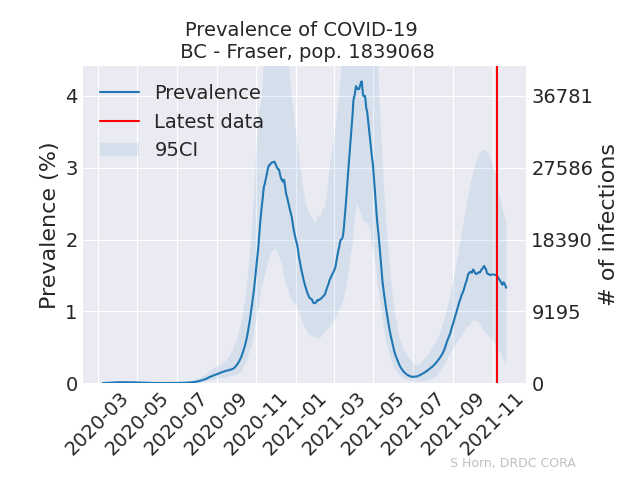 Prevalence of COVID-19
BC - Fraser, pop. 1839068
Prevalence
Latest data
95CI
Prevalence (%)
4
3
2
1
0
36781
27586
18390
9195
0
# of infections
2020-03
2020-05
2020-07
2020-09
2020-11
2021-01
2021-03
2021-05
2021-07
2021-09
2021-11
S Horn, DRDC CORA